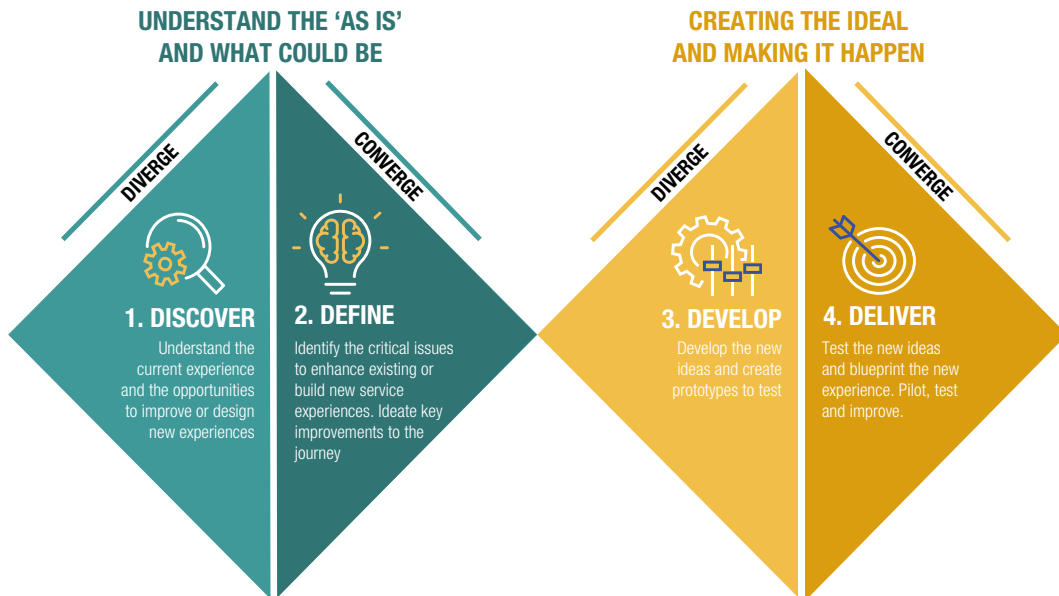 UNDERSTAND THE ‘AS IS’
AND WHAT COULD BE
DIVERGE
CONVERGE
1. DISCOVER
Understand the
current experience
and the opportunities
to improve or design
new experiences
2. DEFINE
Identify the critical issues
to enhance existing or
build new service
experiences. Ideate key
improvements to the
journey
CREATING THE IDEAL
AND MAKING IT HAPPEN
DIVERGE
CONVERGE
3. DEVELOP
Develop the new
ideas and create
prototypes to test
4. DELIVER
Test the new ideas
and blueprint the new
experience. Pilot, test
and improve.